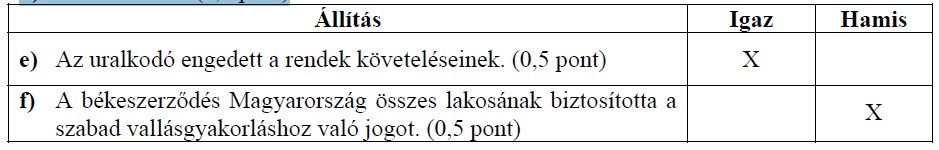 Állítás Igaz Hamis
e) Az uralkodó engedett a rendek követeléseinek. (0,5 pont) X
f) A békeszerződés Magyarország összes lakosának biztosította a
szabad vallásgyakorláshoz való jogot. (0,5 pont) X